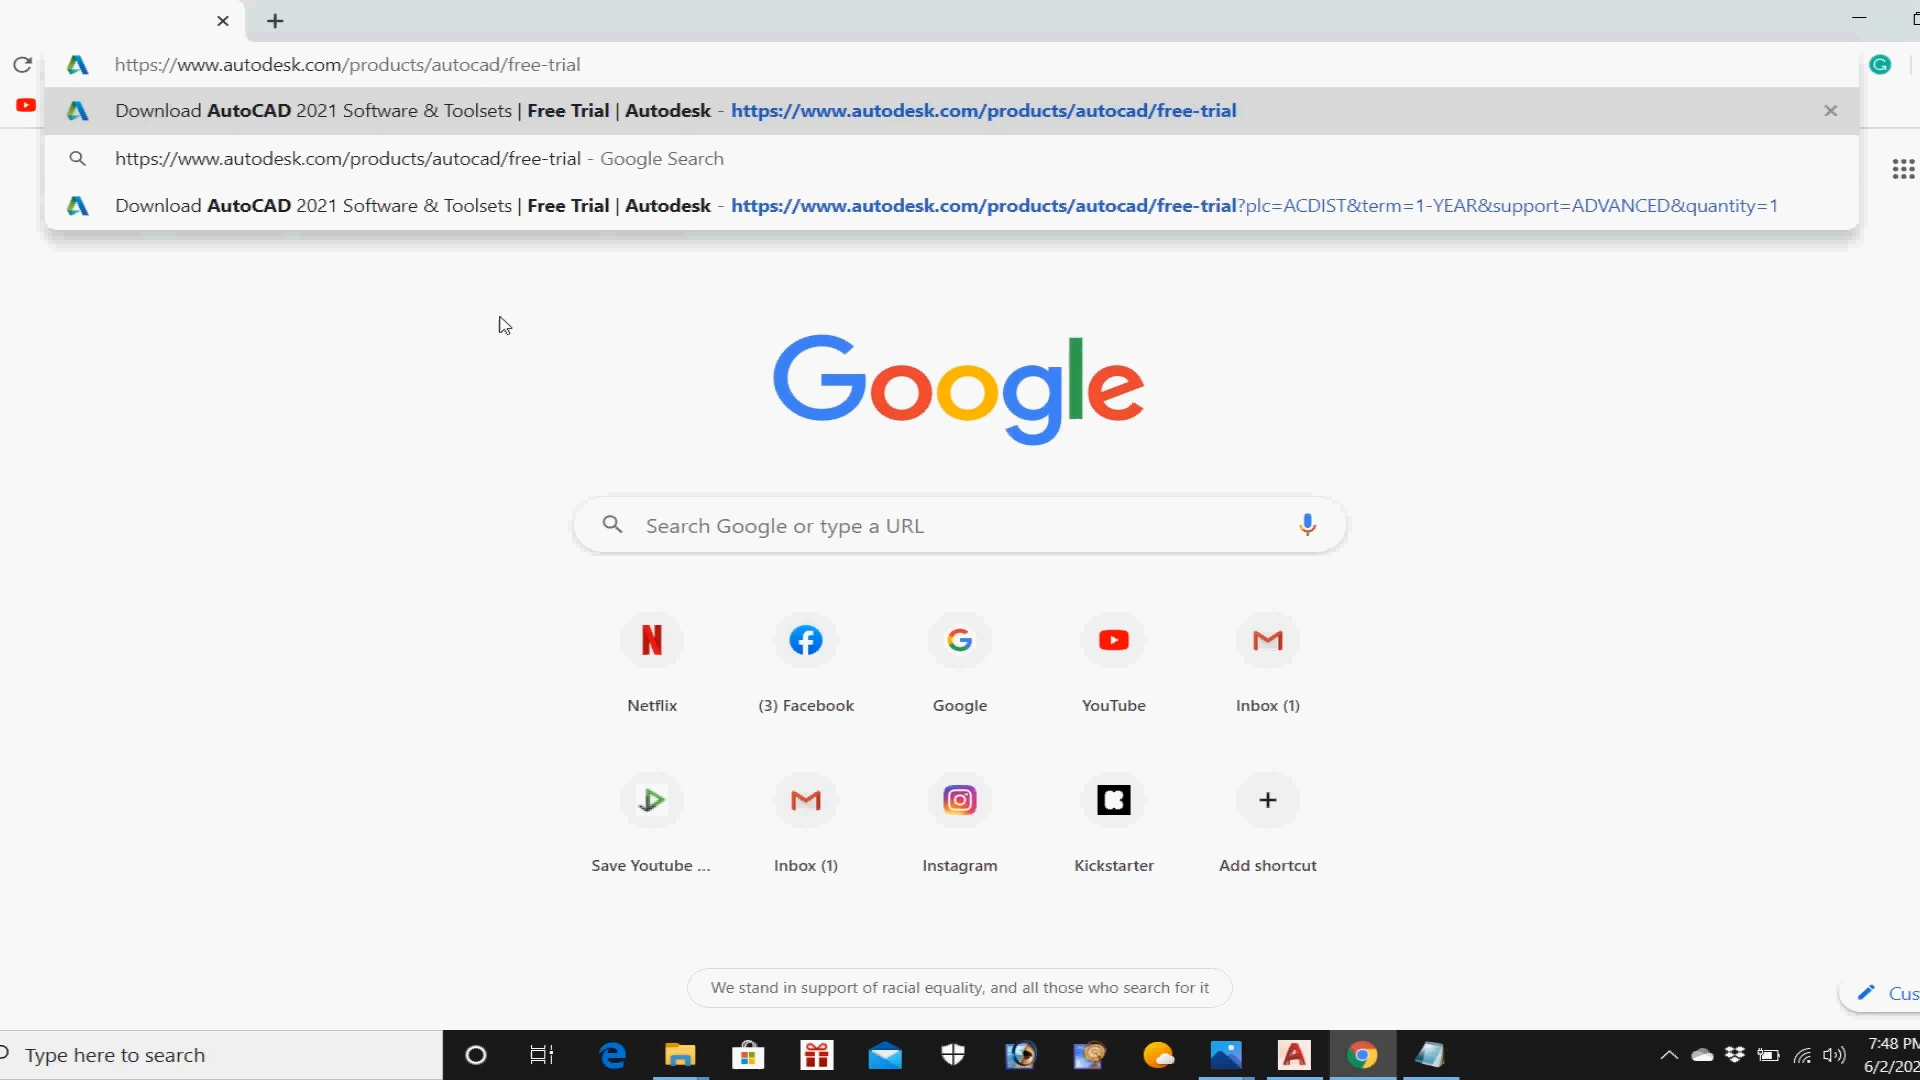 https://www.autodesk.com/products/autocad/free-trial
Download AutoCAD 2021 Software & Toolsets | Free Trial | Autodesk - https://www.autodesk.com/products/autocad/free-trial
https://www.autodesk.com/products/autocad/free-trial - Google Search
Download AutoCAD 2021 Software & Toolsets | Free Trial | Autodesk - https://www.autodesk.com/products/autocad/free-trial?plc=ACDIST&term=1-YEAR&support=ADVANCED&quantity=1
Google
Search Google or type a URL
Netflix
(3) Facebook
Google
YouTube
Inbox (1)
Save Youtube ...
Inbox (1)
Instagram
Kickstarter
Add shortcut
We stand in support of racial equality, and all those who search for it
Cus
Type here to search
7:48 PM
6/2/202